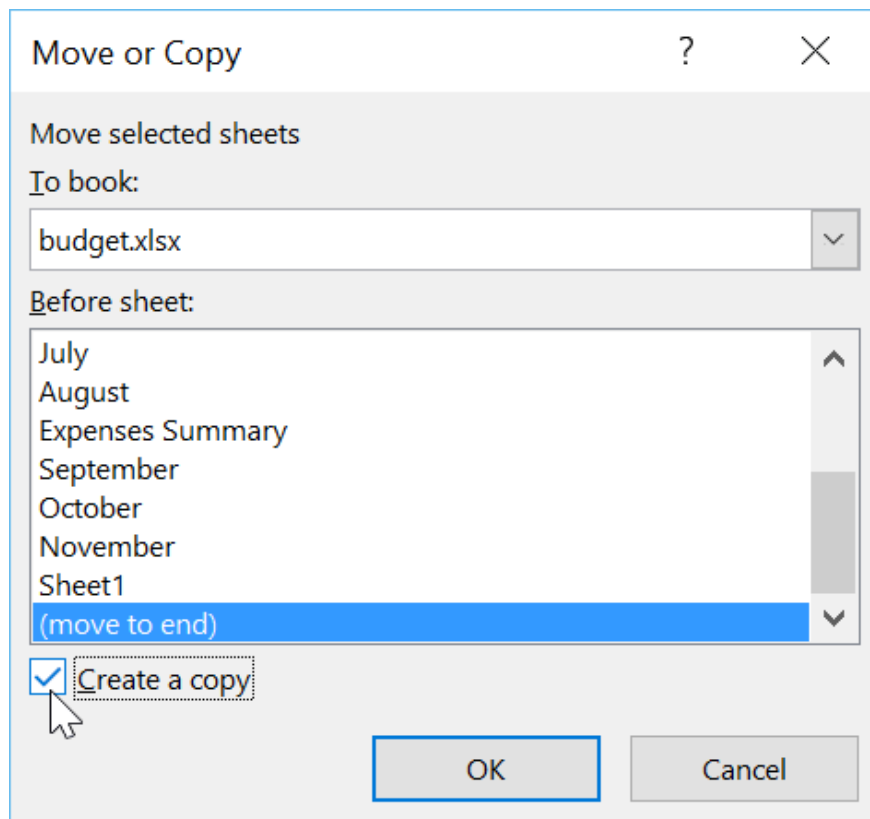 Move or Copy ?
Move selected sheets
To book:
budget.xlsx
Before sheet:
July
August
Expenses Summary
September
October
November
Sheet1
(move to end)
Create a copy
OK Cancel